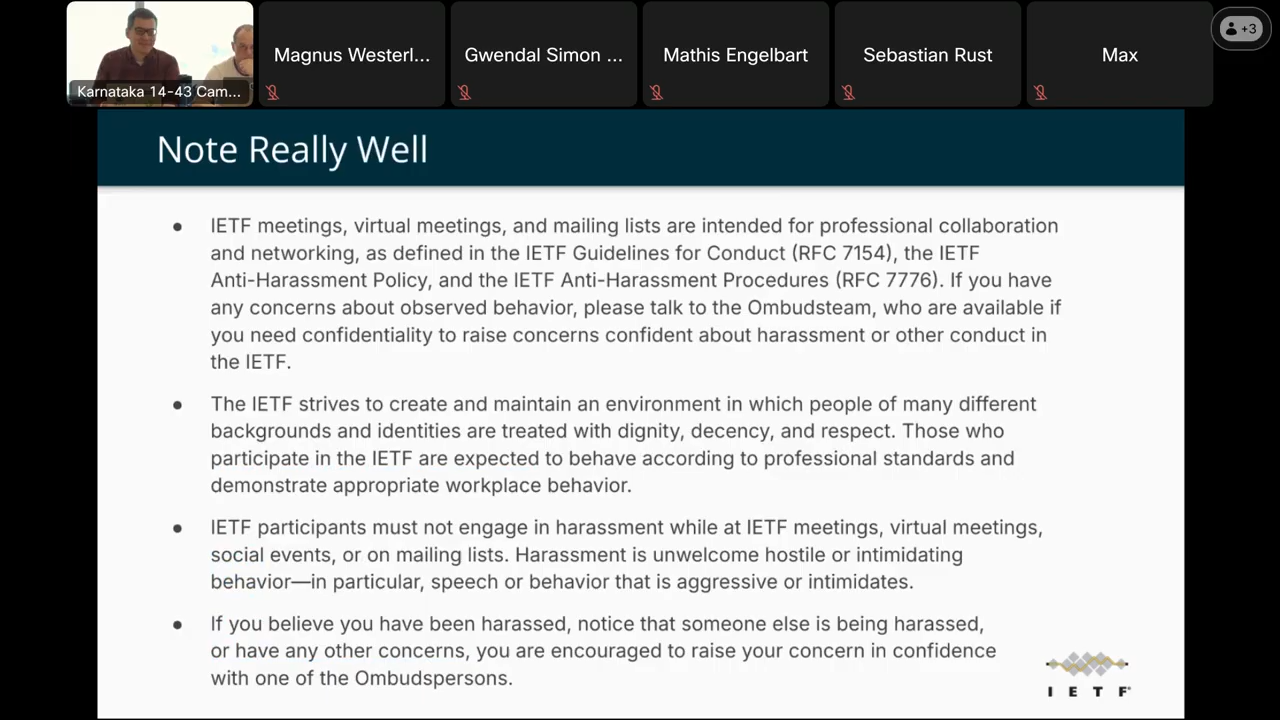 Karnataka 14-43 Cam...
Magnus Westerl...
Gwendal Simon ...
Mathis Engelbart
Sebastian Rust
Max
+3
Note Really Well
● IETF meetings, virtual meetings, and mailing lists are intended for professional collaboration
and networking, as defined in the IETF Guidelines for Conduct (RFC 7154), the IETF
Anti-Harassment Policy, and the IETF Anti-Harassment Procedures (RFC 7776). If you have
any concerns about observed behavior, please talk to the Ombudsteam, who are available if
you need confidentiality to raise concerns confident about harassment or other conduct in
the IETF.
● The IETF strives to create and maintain an environment in which people of many different
backgrounds and identities are treated with dignity, decency, and respect. Those who
participate in the IETF are expected to behave according to professional standards and
demonstrate appropriate workplace behavior.
● IETF participants must not engage in harassment while at IETF meetings, virtual meetings,
social events, or on mailing lists. Harassment is unwelcome hostile or intimidating
behavior—in particular, speech or behavior that is aggressive or intimidates.
● If you believe you have been harassed, notice that someone else is being harassed,
or have any other concerns, you are encouraged to raise your concern in confidence
with one of the Ombudspersons.
I E T F®